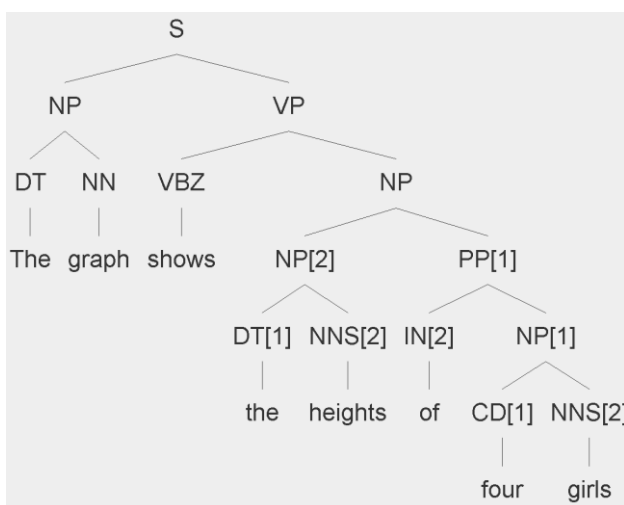 S
NP VP
DT NN VBZ NP
The graph shows NP[2] PP[1]
DT[1] NNS[2] IN[2] NP[1]
the heights of CD[1] NNS[2]
four girls